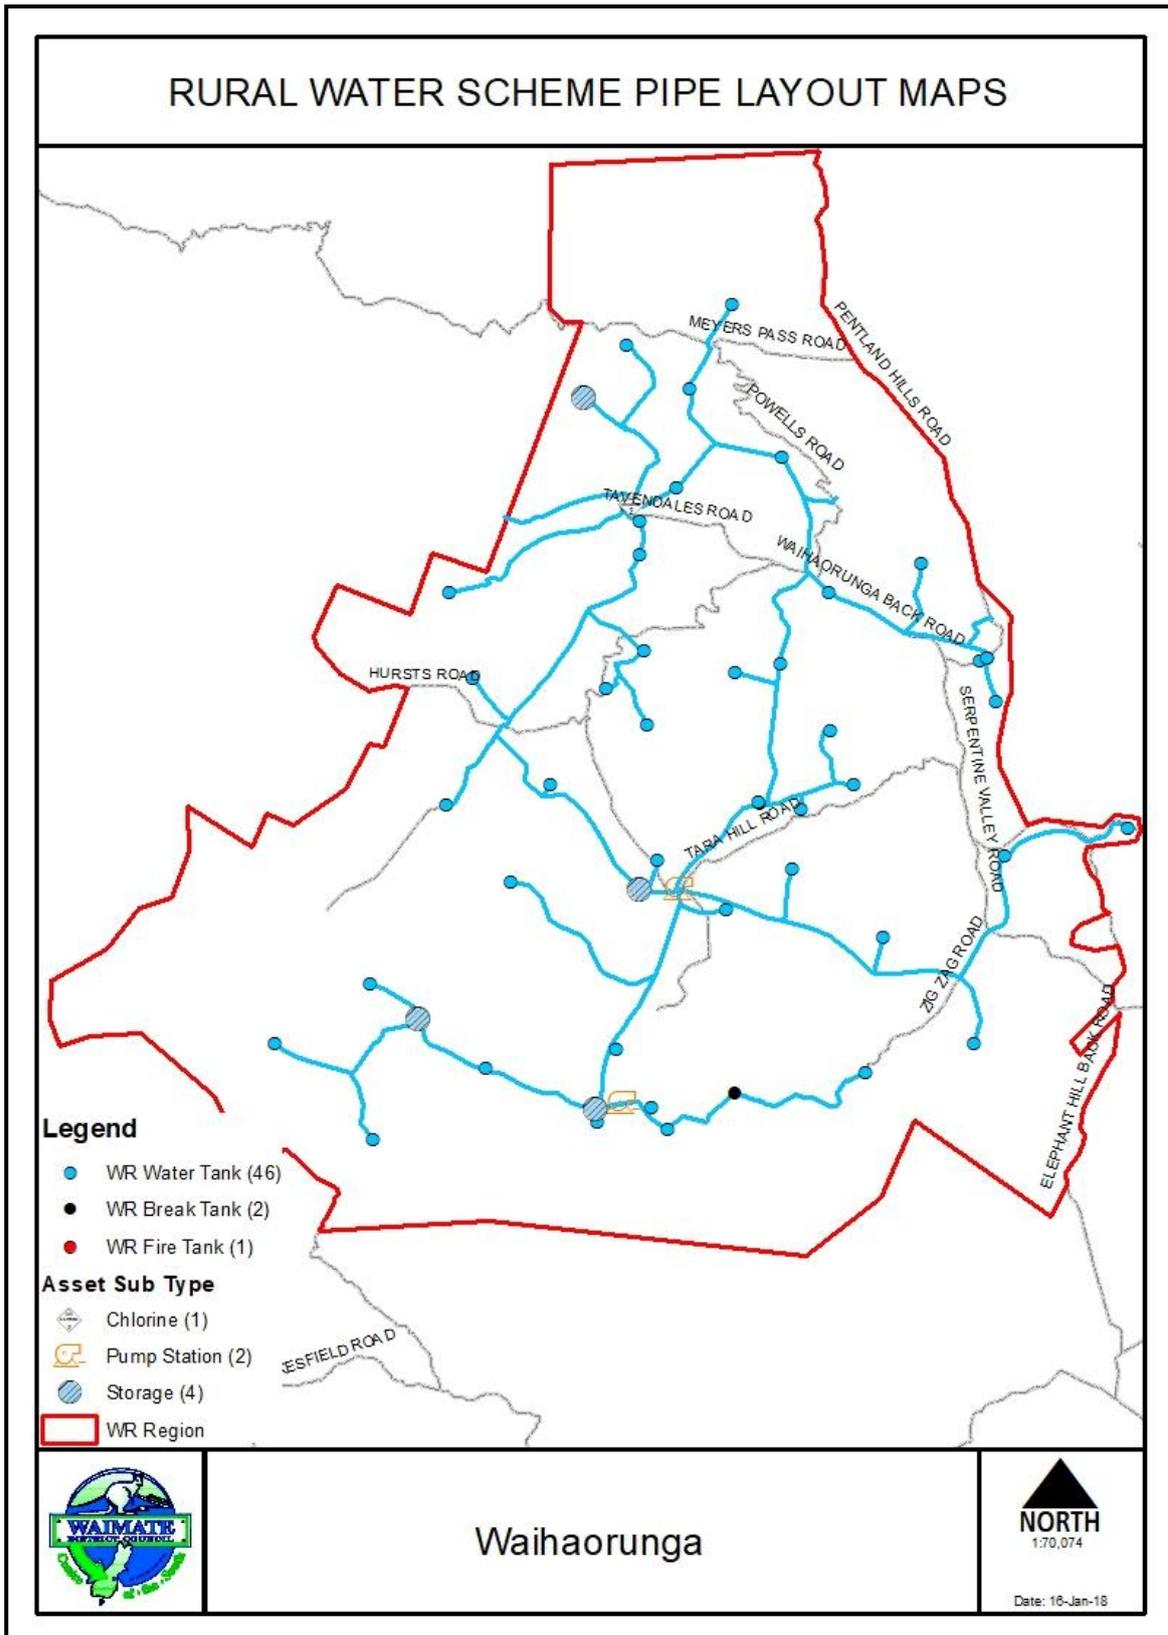 RURAL WATER SCHEME PIPE LAYOUT MAPS
MEYERS PASS ROAD
PENTLAND HILLS ROAD
POWELLS ROAD
TAVENDALES ROAD
WAIHAORUNGA BACK ROAD
HURSTS ROAD
SERPENTINE VALLEY ROAD
TARA HILL ROAD
ZIG ZAG ROAD
ELEPHANT HILL BACK ROAD
Legend
WR Water Tank (46)
WR Break Tank (2)
WR Fire Tank (1)
Asset Sub Type
Chlorine (1)
Pump Station (2)
Storage (4)
WR Region
ESFIELD ROAD
WAIMATE
DISTRICT COUNCIL
Waihaorunga
NORTH
1:70,074
Date: 16-Jan-18